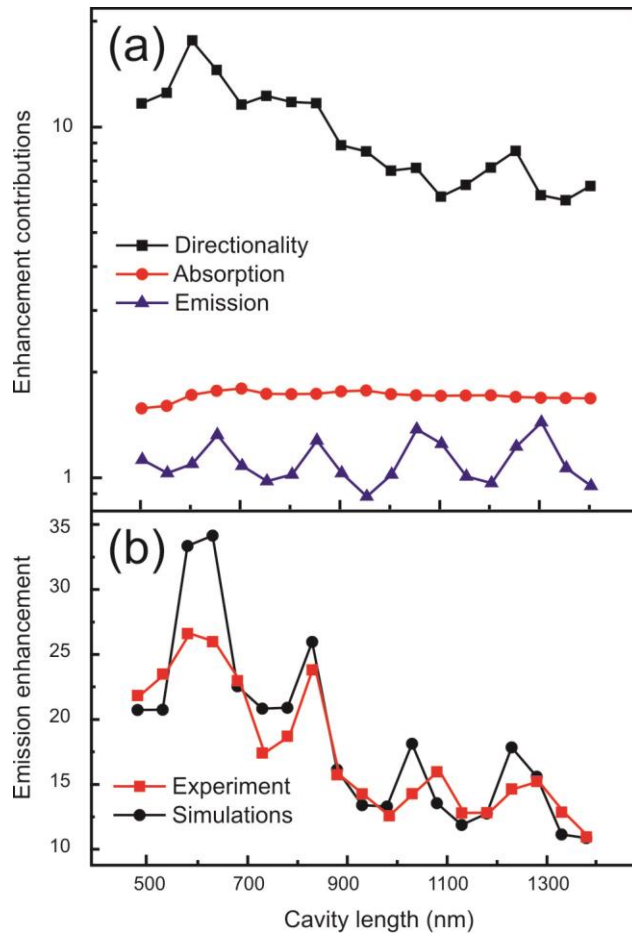 (a)
Enhancement contributions
10
1
Directionality
Absorption
Emission
(b)
Emission enhancement
35
30
25
20
15
10
Experiment
Simulations
500 700 900 1100 1300
Cavity length (nm)